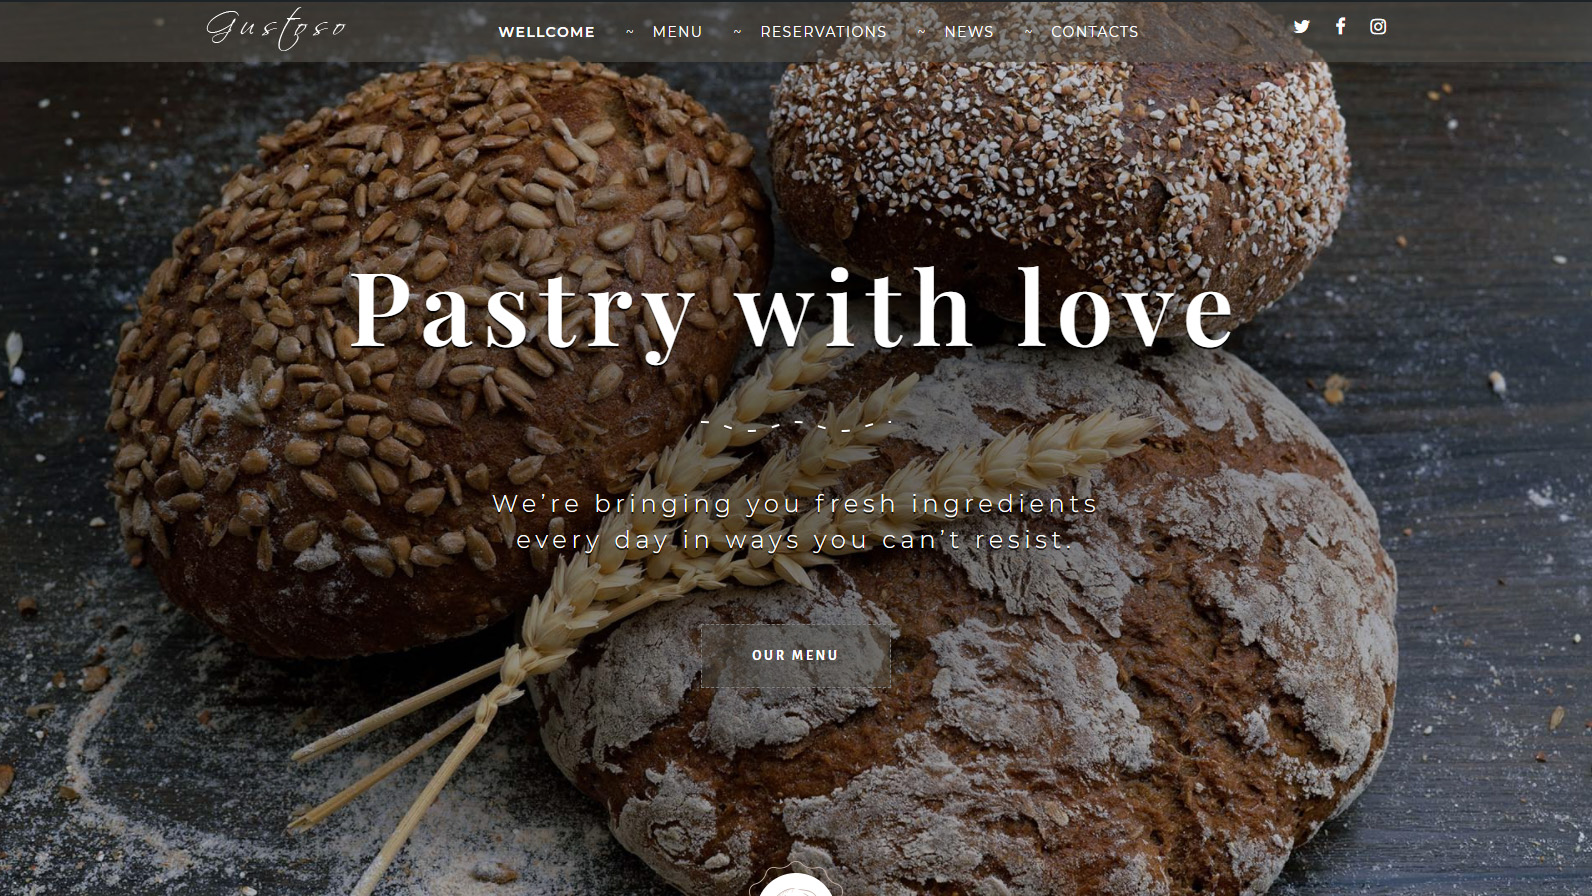 Gustoso
WELLCOME ~ MENU ~ RESERVATIONS ~ NEWS ~ CONTACTS
Pastry with love
We’re bringing you fresh ingredients
every day in ways you can’t resist.
OUR MENU